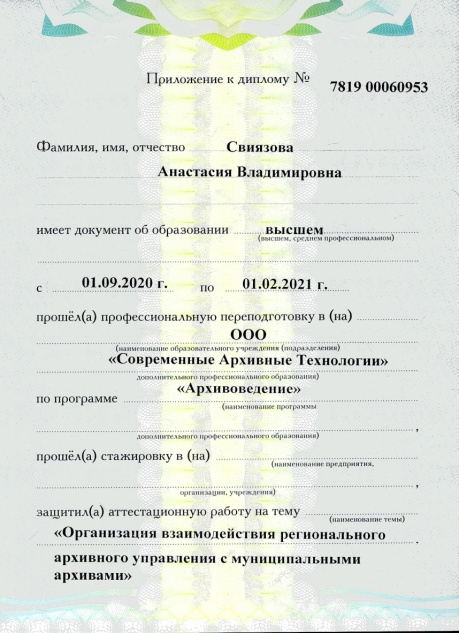 Приложение к диплому № 7819 00060953
Фамилия, имя, отчество Свиязова
Анастасия Владимировна
имеет документ об образовании высшем
(высшем, среднем профессиональном)
с 01.09.2020 г. по 01.02.2021 г.
прошёл(а) профессиональную переподготовку в (на)
ООО
(наименование образовательного учреждения (подразделения)
«Современные Архивные Технологии»
дополнительного профессионального образования)
«Архивоведение»
по программе
(наименование программы
дополнительного профессионального образования)
прошёл(а) стажировку в (на)
(наименование предприятия,
организации, учреждения)
защитил(а) аттестационную работу на тему
(наименование темы)
«Организация взаимодействия регионального
архивного управления с муниципальными
архивами»